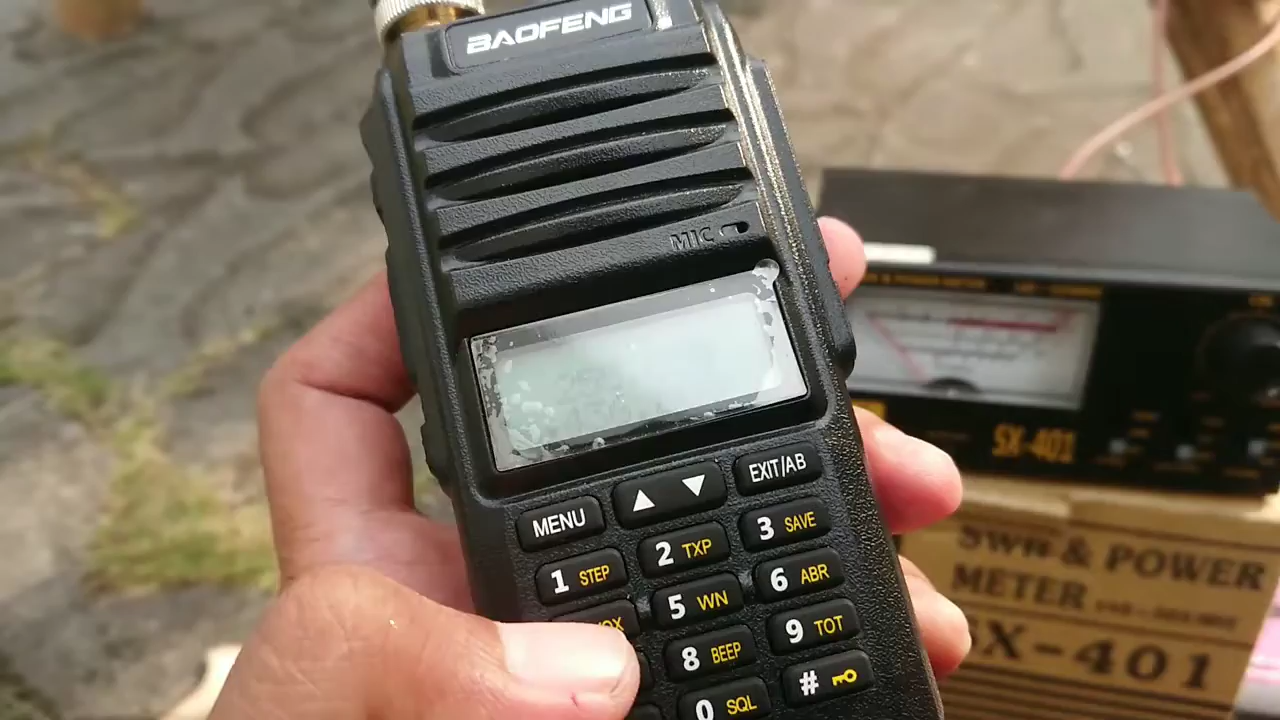 BAOFENG
MIC
MENU
▲ ▼
EXIT/AB
1 STEP
2 TXP
3 SAVE
5 WN
6 ABR
8 BEEP
9 TOT
0 SQL
#
SX-401
SWR & POWER
METER
SX-401